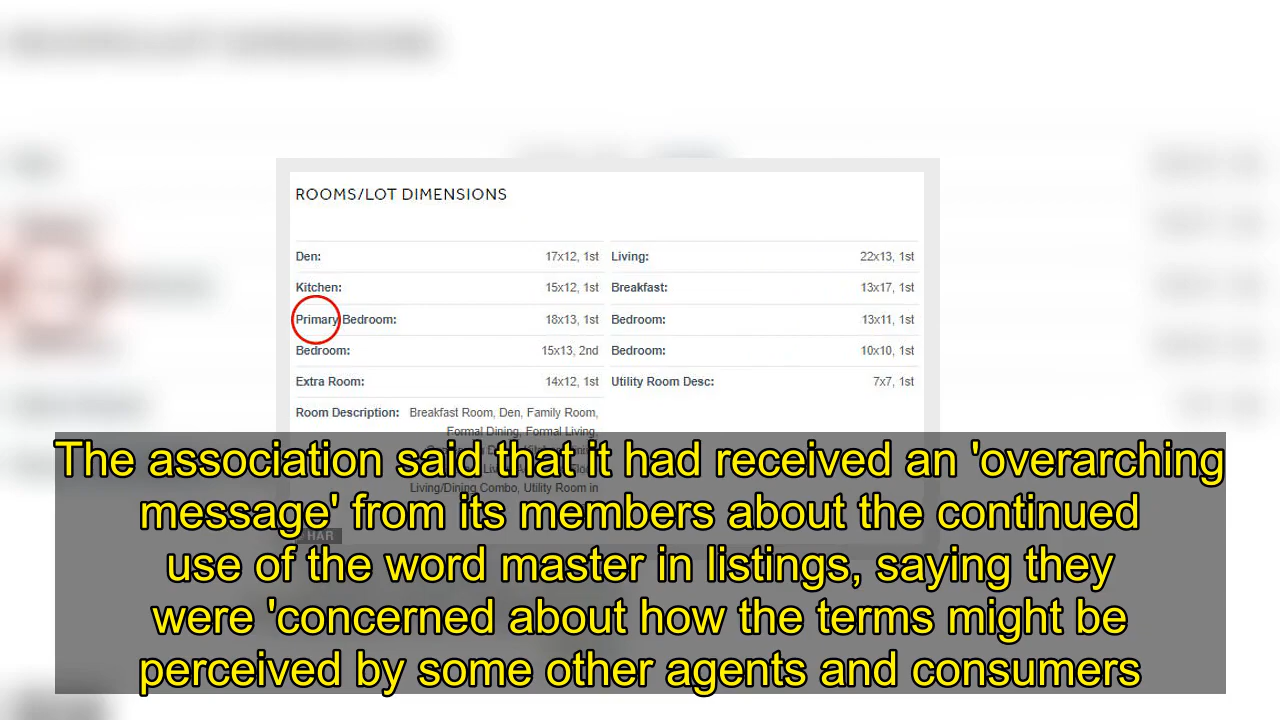 ROOMS/LOT DIMENSIONS
Den: 17x12, 1st Living: 22x13, 1st
Kitchen: 15x12, 1st Breakfast: 13x17, 1st
Primary Bedroom: 18x13, 1st Bedroom: 13x11, 1st
Bedroom: 15x13, 2nd Bedroom: 10x10, 1st
Extra Room: 14x12, 1st Utility Room Desc: 7x7, 1st
Room Description: Breakfast Room, Den, Family Room,
Formal Dining, Formal Living,
Living/Dining Combo, Utility Room in
HAR
The association said that it had received an 'overarching
message' from its members about the continued
use of the word master in listings, saying they
were 'concerned about how the terms might be
perceived by some other agents and consumers